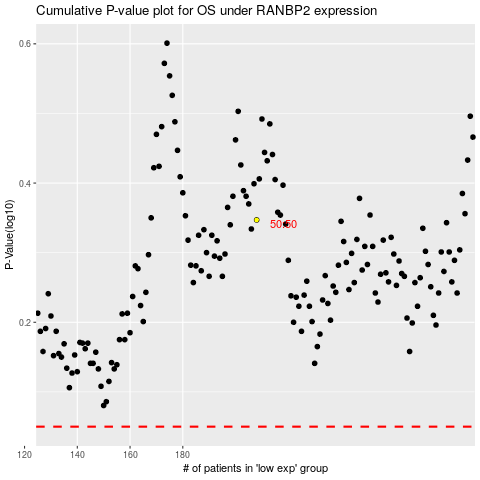 Cumulative P-value plot for OS under RANBP2 expression
P-Value(log10)
0.6
0.4
0.2
50:50
120 140 160 180
# of patients in 'low exp' group